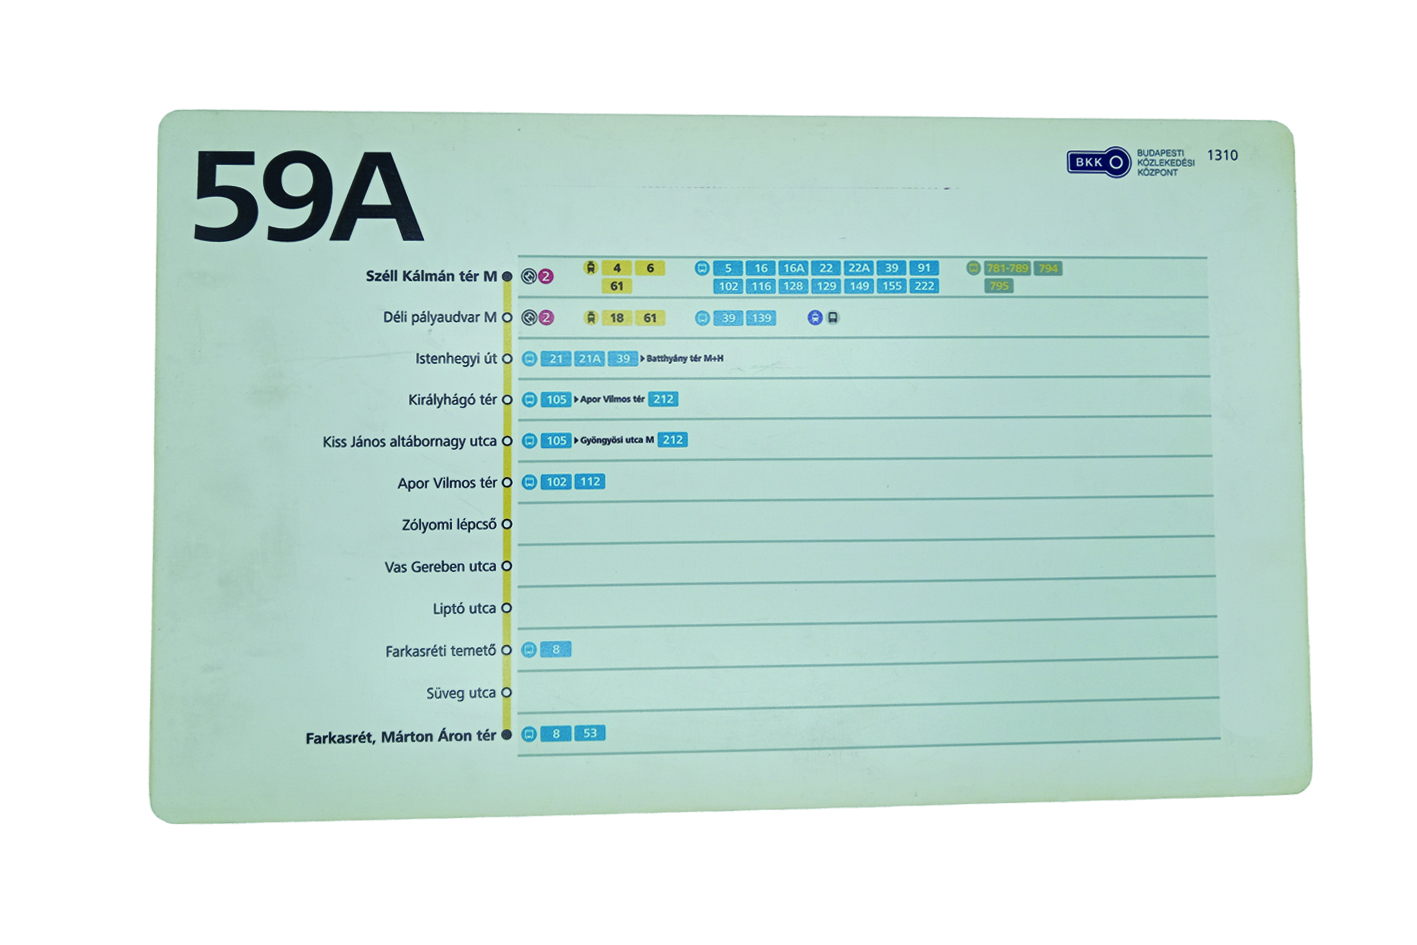 59A
BKK BUDAPESTI KÖZLEKEDÉSI KÖZPONT 1310
Széll Kálmán tér M 2 4 6 5 16 16A 22 22A 39 91 781-789 794
61 102 116 128 129 149 155 222 795
Déli pályaudvar M 2 18 61 39 139
Istenhegyi út 21 21A 39 Batthyány tér M+H
Királyhágó tér 105 Apor Vilmos tér 212
Kiss János altábornagy utca 105 Gyöngyösi utca M 212
Apor Vilmos tér 102 112
Zólyomi lépcső
Vas Gereben utca
Liptó utca
Farkasréti temető 8
Süveg utca
Farkasrét, Márton Áron tér 8 53